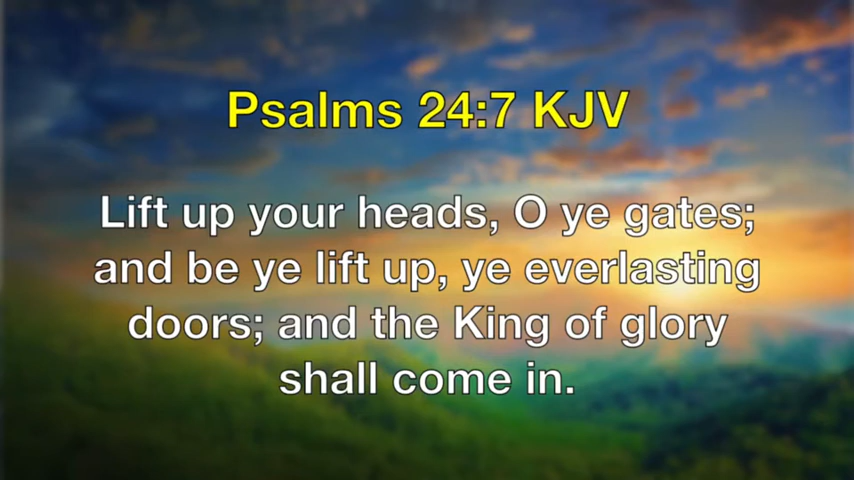 Psalms 24:7 KJV
Lift up your heads, O ye gates;
and be ye lift up, ye everlasting
doors; and the King of glory
shall come in.